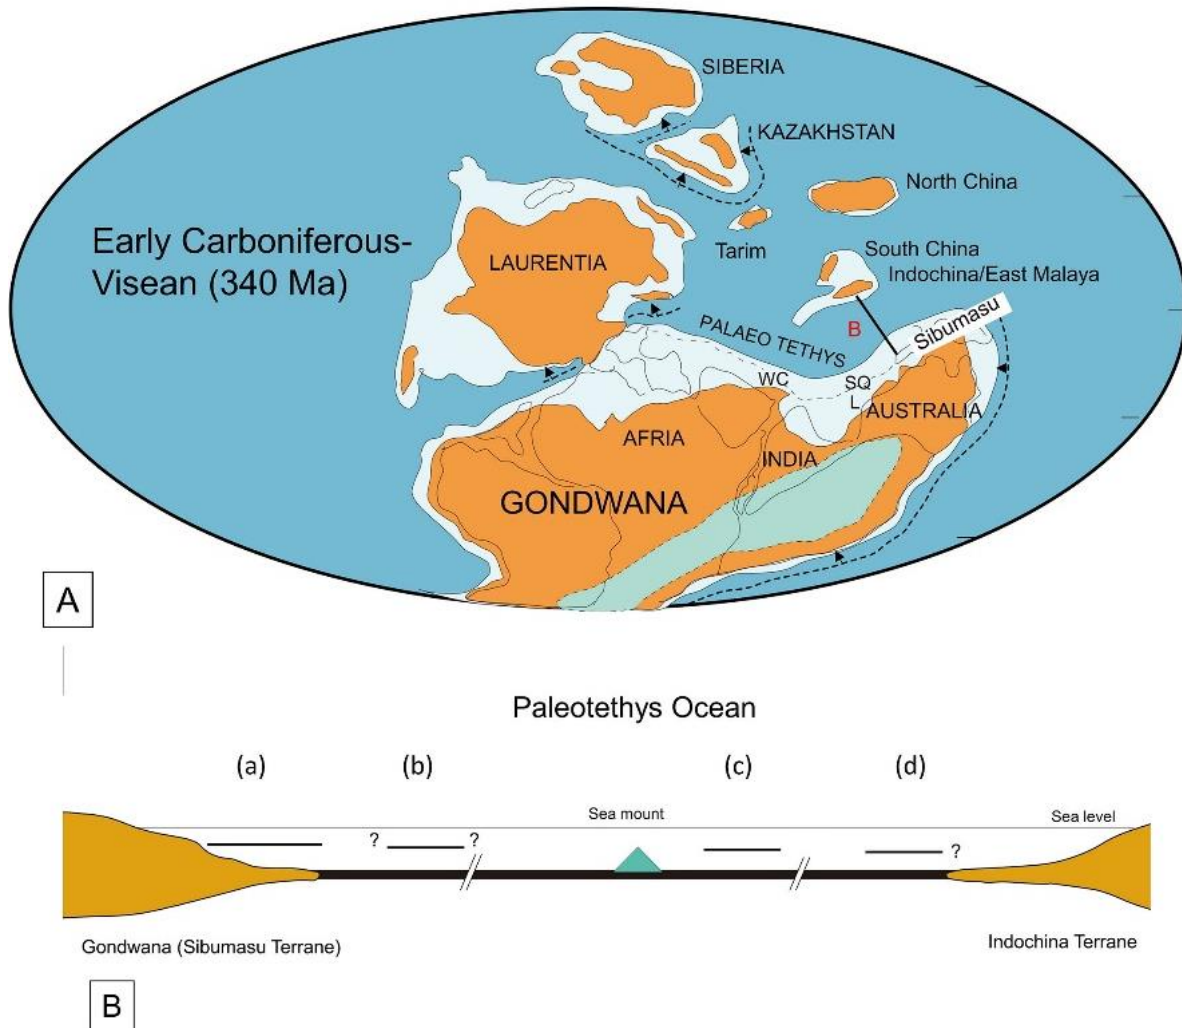 SIBERIA
KAZAKHSTAN
North China
Early Carboniferous-
Visean (340 Ma)
LAURENTIA
Tarim
South China
Indochina/East Malaya
PALAEO TETHYS
B
Sibumasu
WC
SQ
L
AUSTRALIA
AFRIA
INDIA
GONDWANA
A
Paleotethys Ocean
(a)
(b)
(c)
(d)
Sea mount
Sea level
?
?
?
Gondwana (Sibumasu Terrane)
Indochina Terrane
B